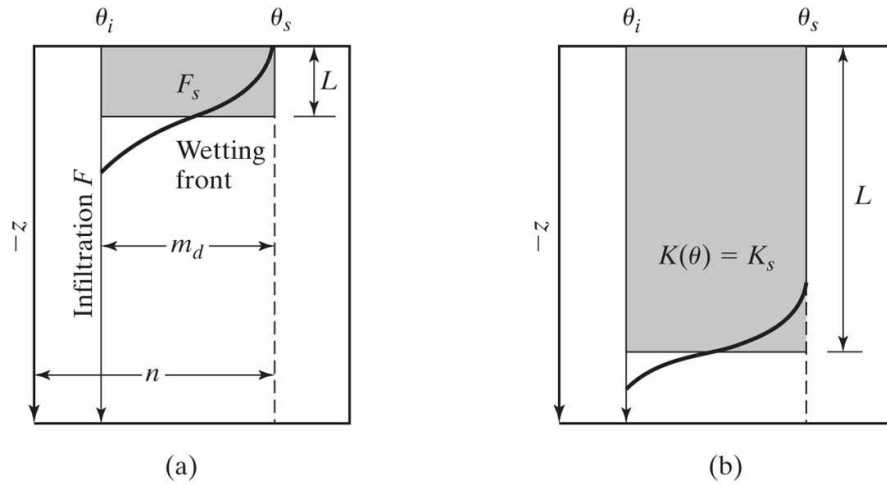 θi θs
Fs
L
Wetting
front
Infiltration F
−z
md
n
(a)
θi θs
L
−z
K(θ) = Ks
(b)